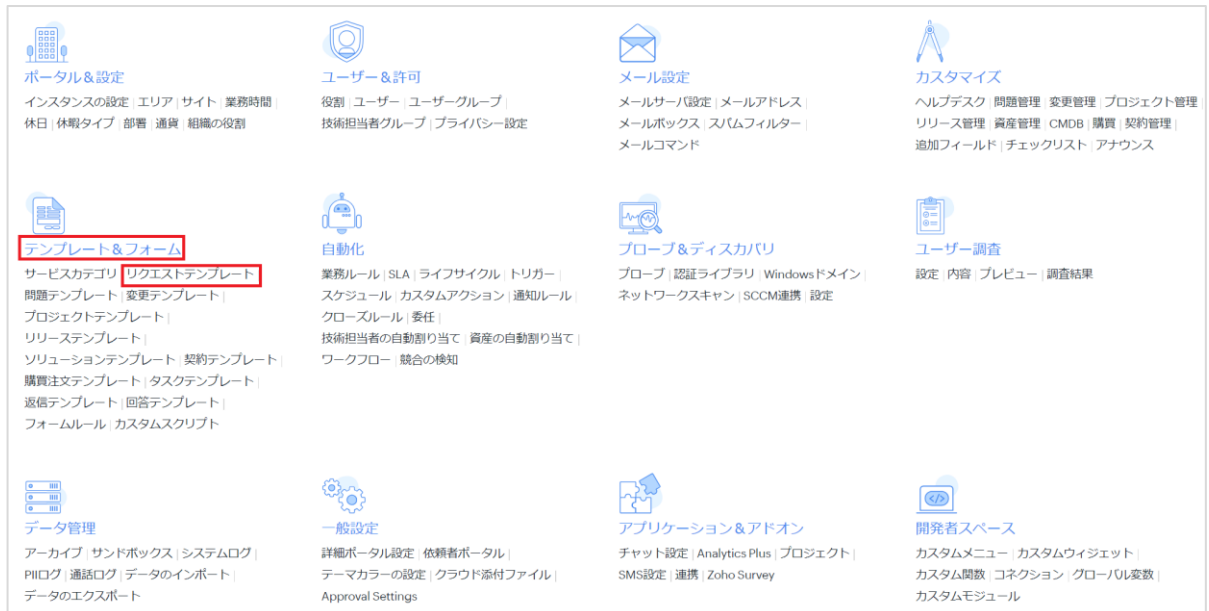 ポータル＆設定
インスタンスの設定 | エリア | サイト | 業務時間 |
休日 | 休暇タイプ | 部署 | 通貨 | 組織の役割
ユーザー＆許可
役割 | ユーザー | ユーザーグループ |
技術担当者グループ | プライバシー設定
メール設定
メールサーバ設定 | メールアドレス |
メールボックス | スパムフィルター |
メールコマンド
カスタマイズ
ヘルプデスク | 問題管理 | 変更管理 | プロジェクト管理 |
リリース管理 | 資産管理 | CMDB | 購買 | 契約管理 |
追加フィールド | チェックリスト | アナウンス
テンプレート＆フォーム
サービスカテゴリ | リクエストテンプレート |
問題テンプレート | 変更テンプレート |
プロジェクトテンプレート |
リリーステンプレート |
ソリューションテンプレート | 契約テンプレート |
購買注文テンプレート | タスクテンプレート |
返信テンプレート | 回答テンプレート |
フォームルール | カスタムスクリプト
自動化
業務ルール | SLA | ライフサイクル | トリガー |
スケジュール | カスタムアクション | 通知ルール |
クローズルール | 委任 |
技術担当者の自動割り当て | 資産の自動割り当て |
ワークフロー | 競合の検知
プローブ＆ディスカバリ
プローブ | 認証ライブラリ | Windowsドメイン |
ネットワークスキャン | SCCM連携 | 設定
ユーザー調査
設定 | 内容 | プレビュー | 調査結果
データ管理
アーカイブ | サンドボックス | システムログ |
PIIログ | 通話ログ | データのインポート |
データのエクスポート
一般設定
詳細ポータル設定 | 依頼者ポータル |
テーマカラーの設定 | クラウド添付ファイル |
Approval Settings
アプリケーション＆アドオン
チャット設定 | Analytics Plus | プロジェクト |
SMS設定 | 連携 | Zoho Survey
開発者スペース
カスタムメニュー | カスタムウィジェット |
カスタム関数 | コネクション | グローバル変数 |
カスタムモジュール